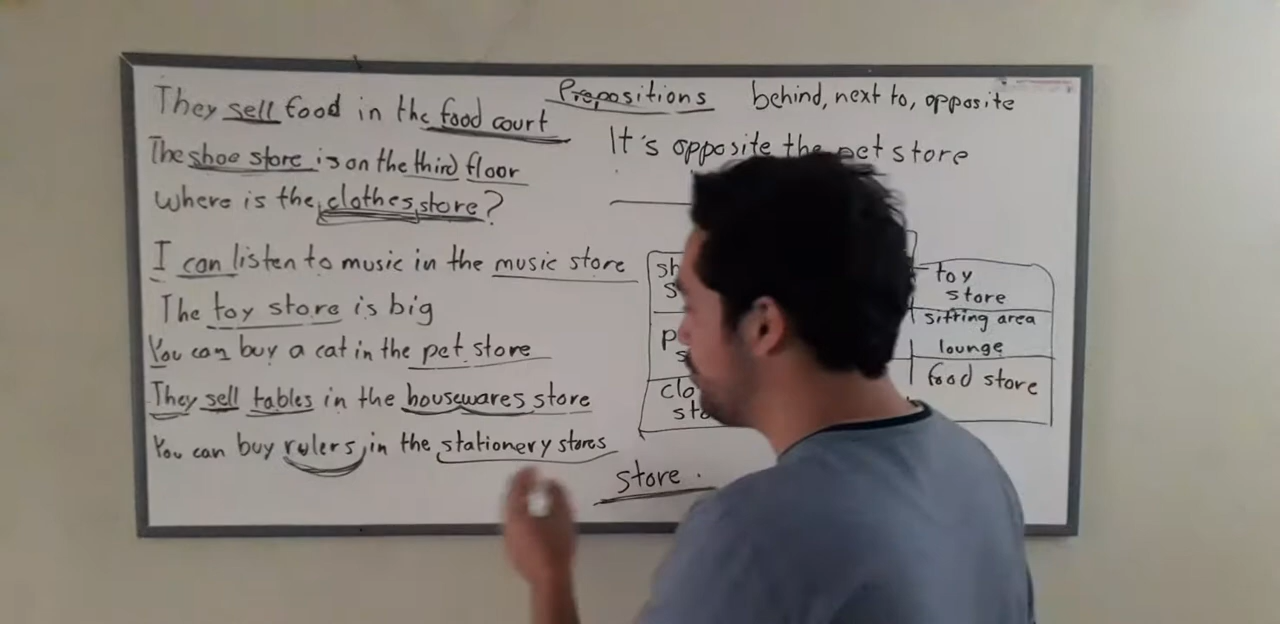 They sell food in the food court
The shoe store is on the third floor
Where is the clothes store?
I can listen to music in the music store
The toy store is big
You can buy a cat in the pet store
They sell tables in the housewares store
You can buy rulers, in the stationery stores
Prepositions behind, next to, opposite
It's opposite the pet store
toy
store
sitting area
lounge
food store
store.